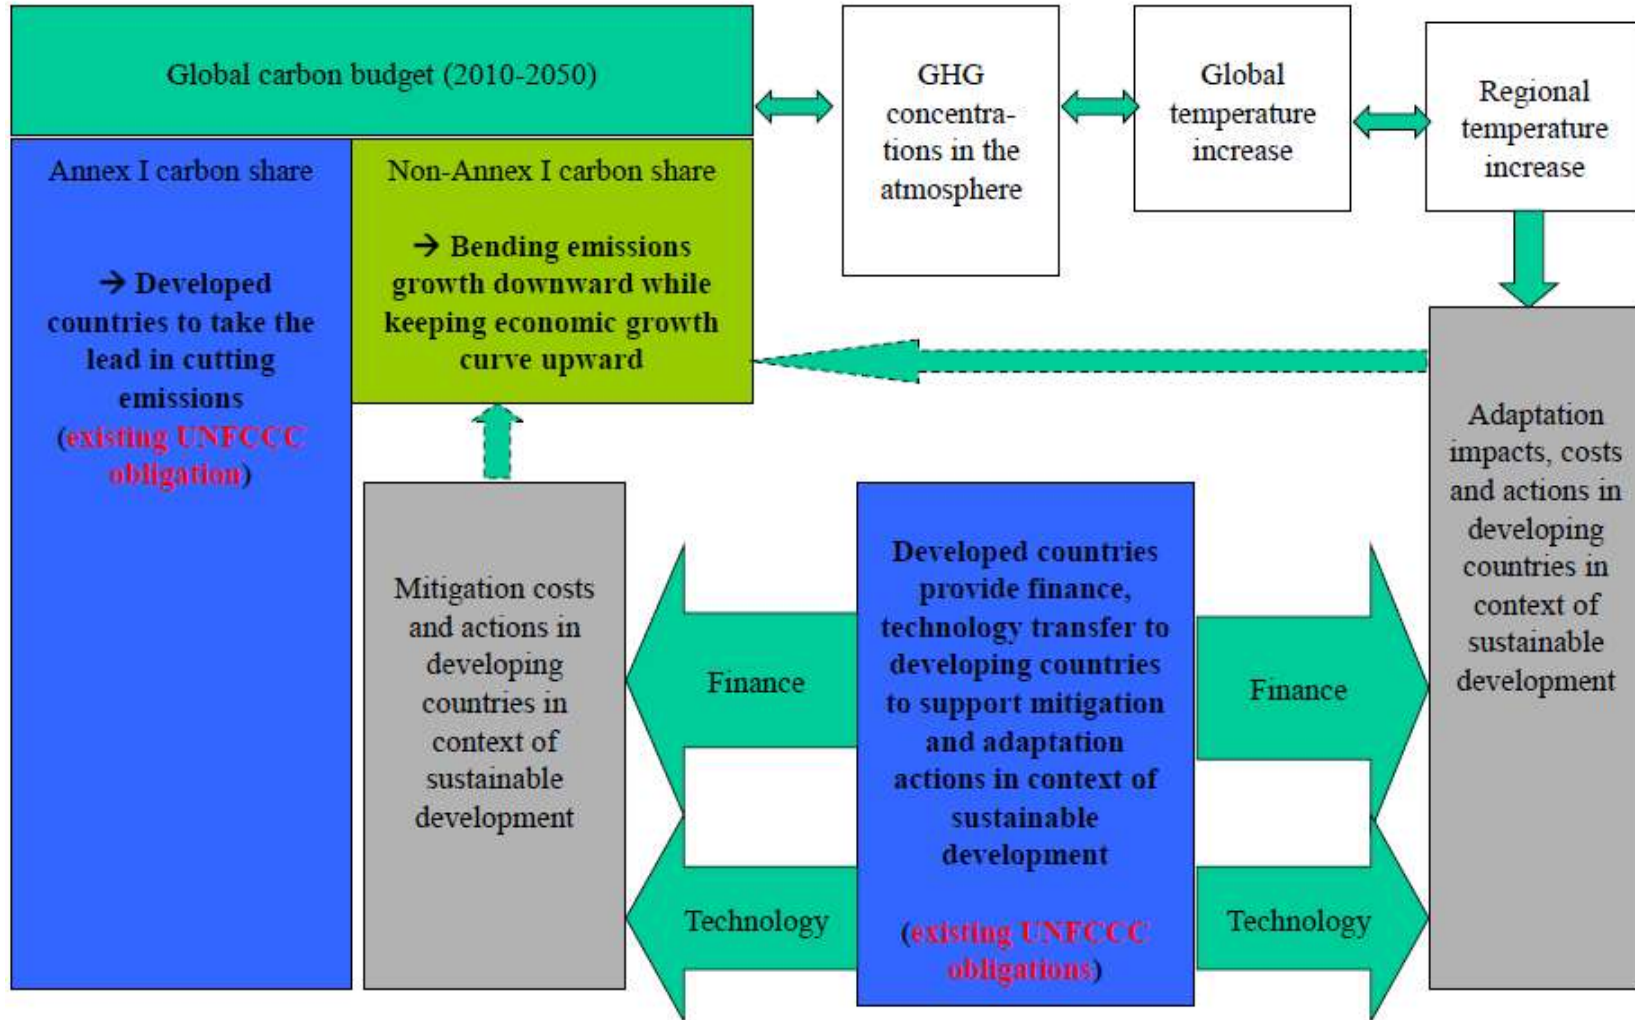 Global carbon budget (2010-2050)
GHG
concentra-
tions in the
atmosphere
Global
temperature
increase
Regional
temperature
increase
Annex I carbon share
→ Developed
countries to take the
lead in cutting
emissions
(existing UNFCCC
obligation)
Non-Annex I carbon share
→ Bending emissions
growth downward while
keeping economic growth
curve upward
Mitigation costs
and actions in
developing
countries in
context of
sustainable
development
Finance
Technology
Developed countries
provide finance,
technology transfer to
developing countries
to support mitigation
and adaptation
actions in context of
sustainable
development
(existing UNFCCC
obligations)
Finance
Technology
Adaptation
impacts, costs
and actions in
developing
countries in
context of
sustainable
development